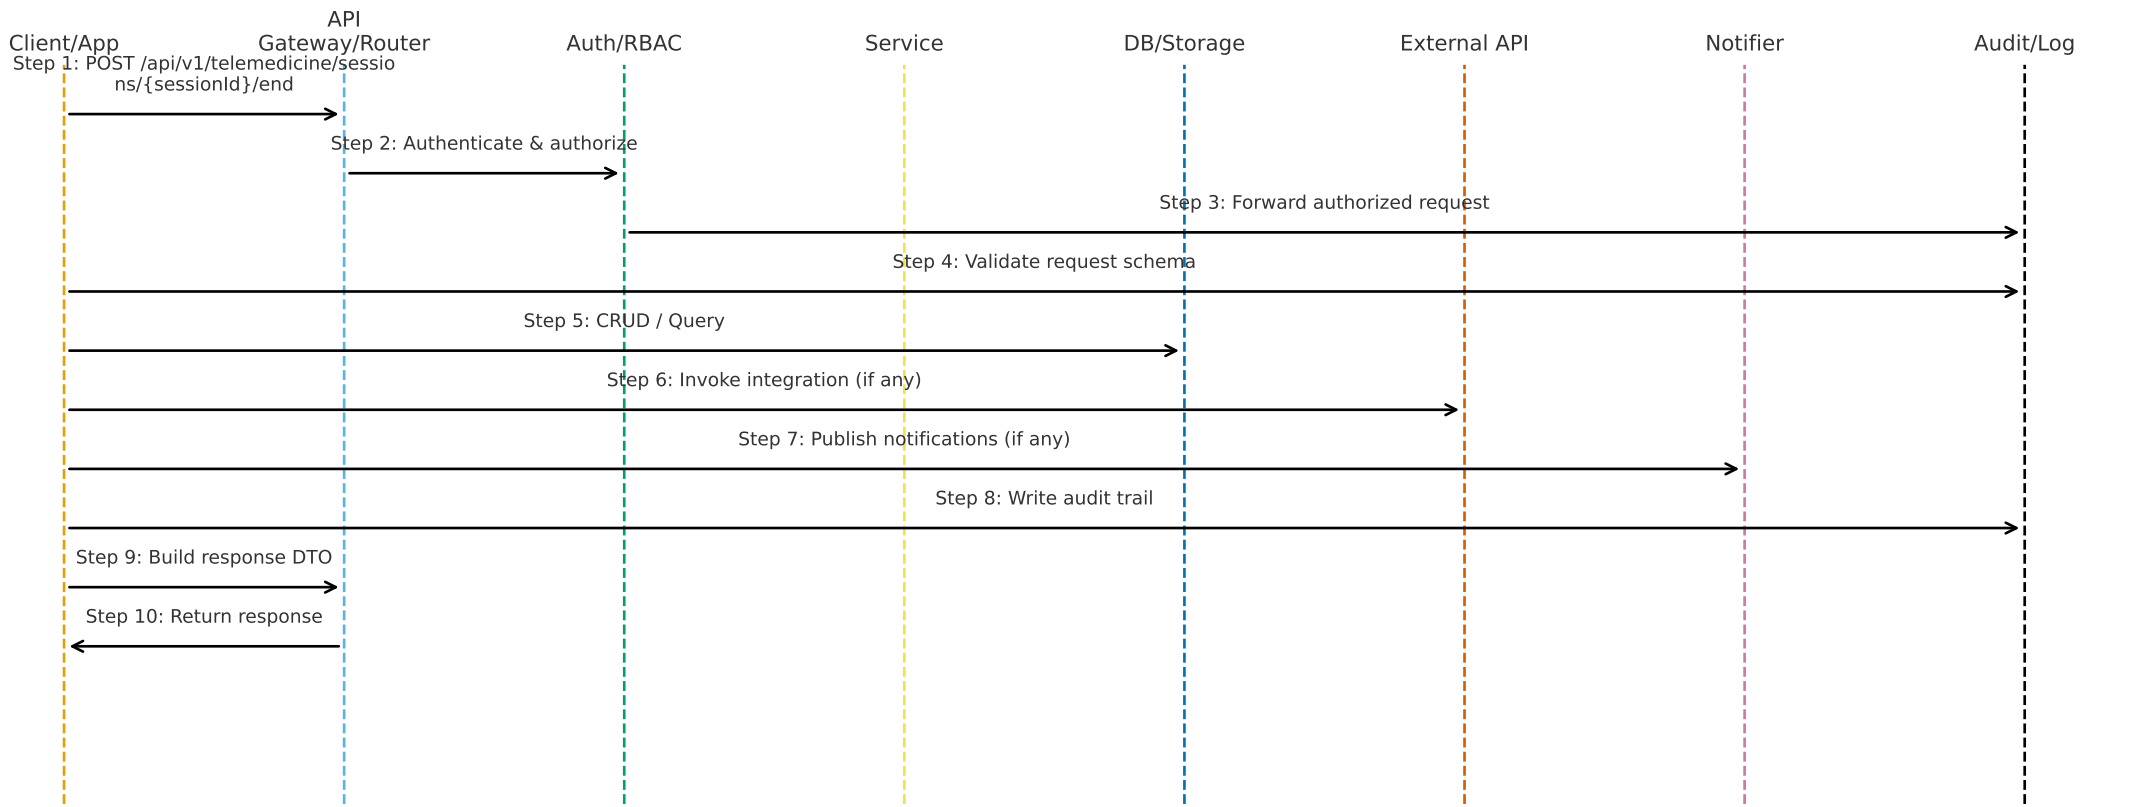 API
Client/App
Gateway/Router
Auth/RBAC
Service
DB/Storage
External API
Notifier
Audit/Log
Step 1: POST /api/v1/telemedicine/sessio
ns/{sessionId}/end
Step 2: Authenticate & authorize
Step 3: Forward authorized request
Step 4: Validate request schema
Step 5: CRUD / Query
Step 6: Invoke integration (if any)
Step 7: Publish notifications (if any)
Step 8: Write audit trail
Step 9: Build response DTO
Step 10: Return response